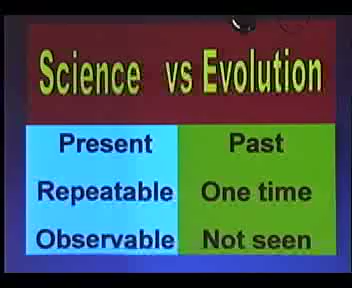 Science vs Evolution
Present Past
Repeatable One time
Observable Not seen